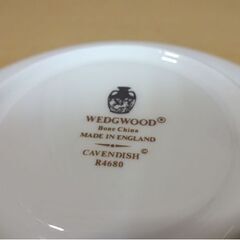 WEDGWOOD®
Bone China
MADE IN ENGLAND
CAVENDISH©
R4680